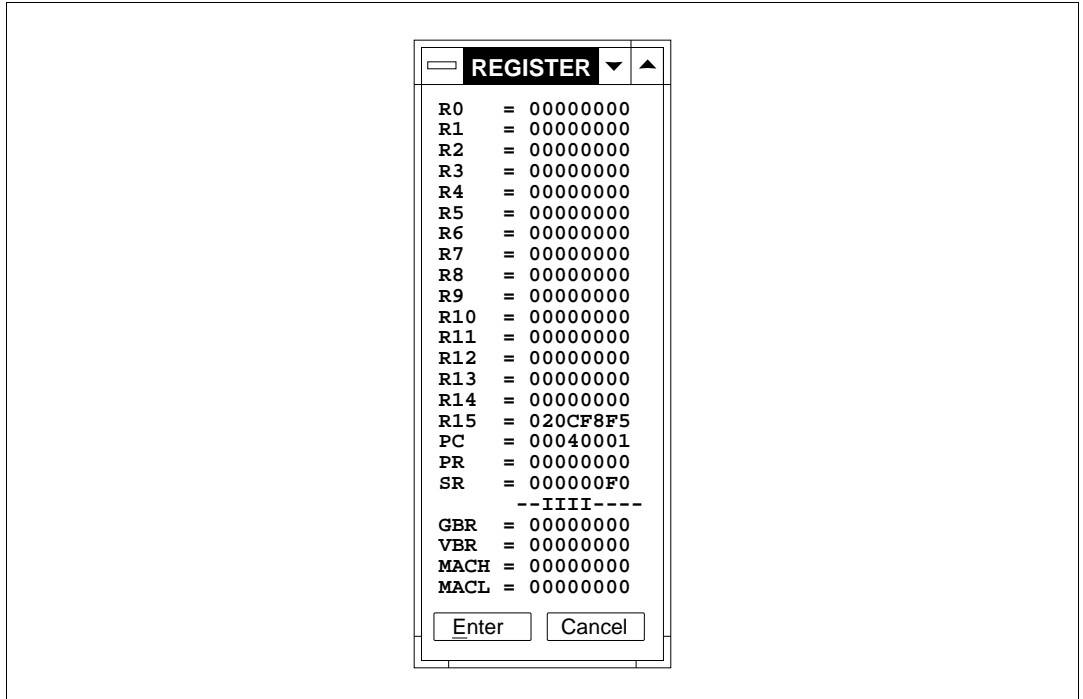 REGISTER
R0 = 00000000
R1 = 00000000
R2 = 00000000
R3 = 00000000
R4 = 00000000
R5 = 00000000
R6 = 00000000
R7 = 00000000
R8 = 00000000
R9 = 00000000
R10 = 00000000
R11 = 00000000
R12 = 00000000
R13 = 00000000
R14 = 00000000
R15 = 020CF8F5
PC = 00040001
PR = 00000000
SR = 000000F0
--IIII----
GBR = 00000000
VBR = 00000000
MACH = 00000000
MACL = 00000000
Enter Cancel